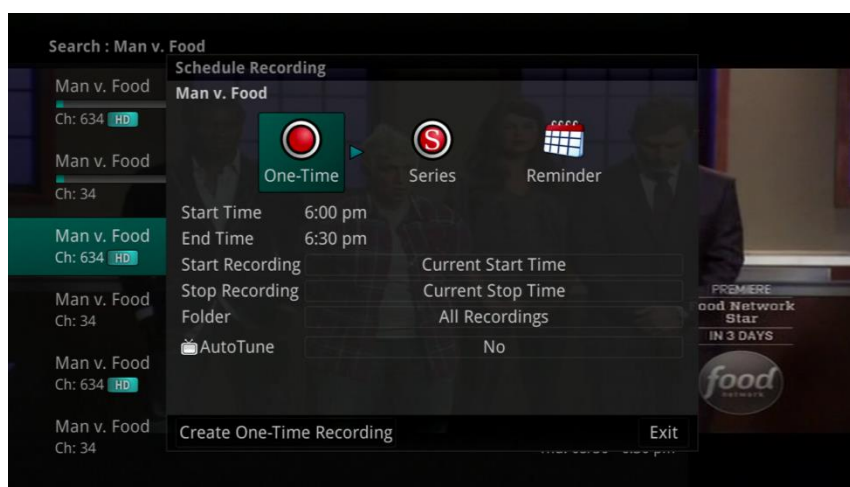 Search : Man v. Food
Man v. Food
Ch: 634 HD
Man v. Food
Ch: 34
Man v. Food
Ch: 634 HD
Man v. Food
Ch: 34
Man v. Food
Ch: 634 HD
Man v. Food
Ch: 34
Schedule Recording
Man v. Food
One-Time
S
Series
Reminder
Start Time 6:00 pm
End Time 6:30 pm
Start Recording Current Start Time
Stop Recording Current Stop Time
Folder All Recordings
AutoTune No
Create One-Time Recording Exit
PREMIERE
ood Network
Star
IN 3 DAYS
food
network